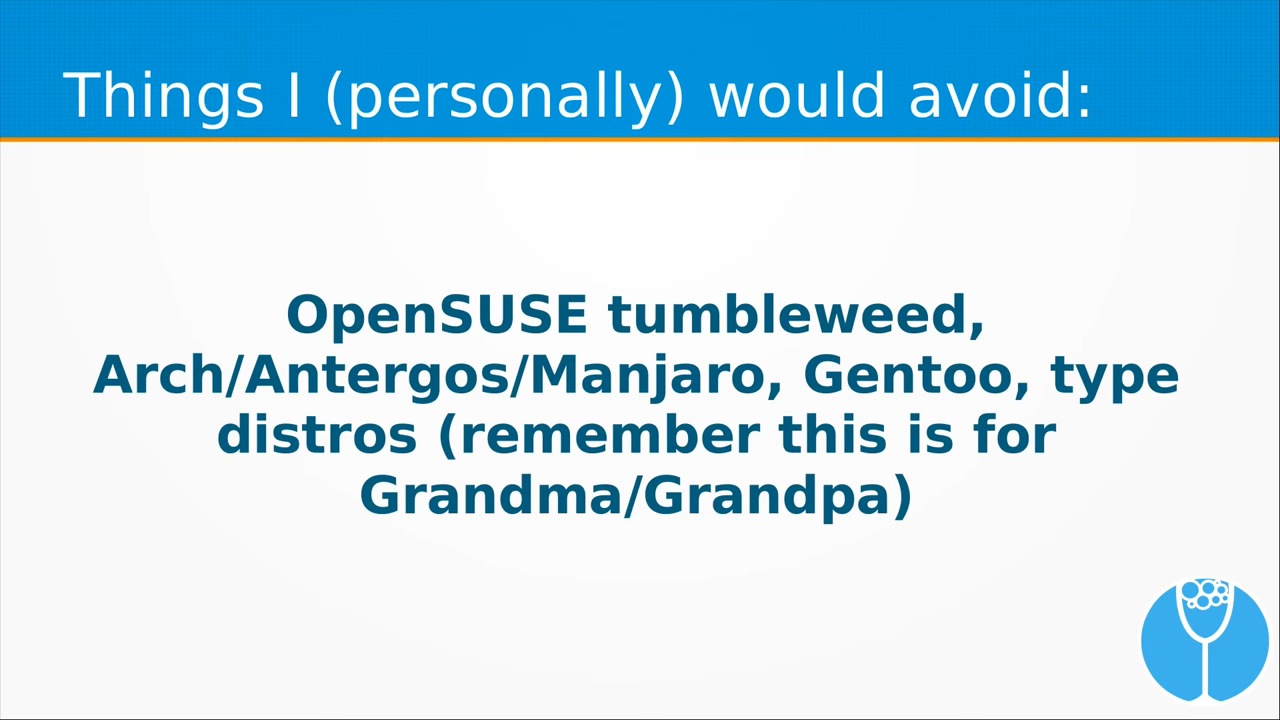 Things I (personally) would avoid:
OpenSUSE tumbleweed,
Arch/Antergos/Manjaro, Gentoo, type
distros (remember this is for
Grandma/Grandpa)